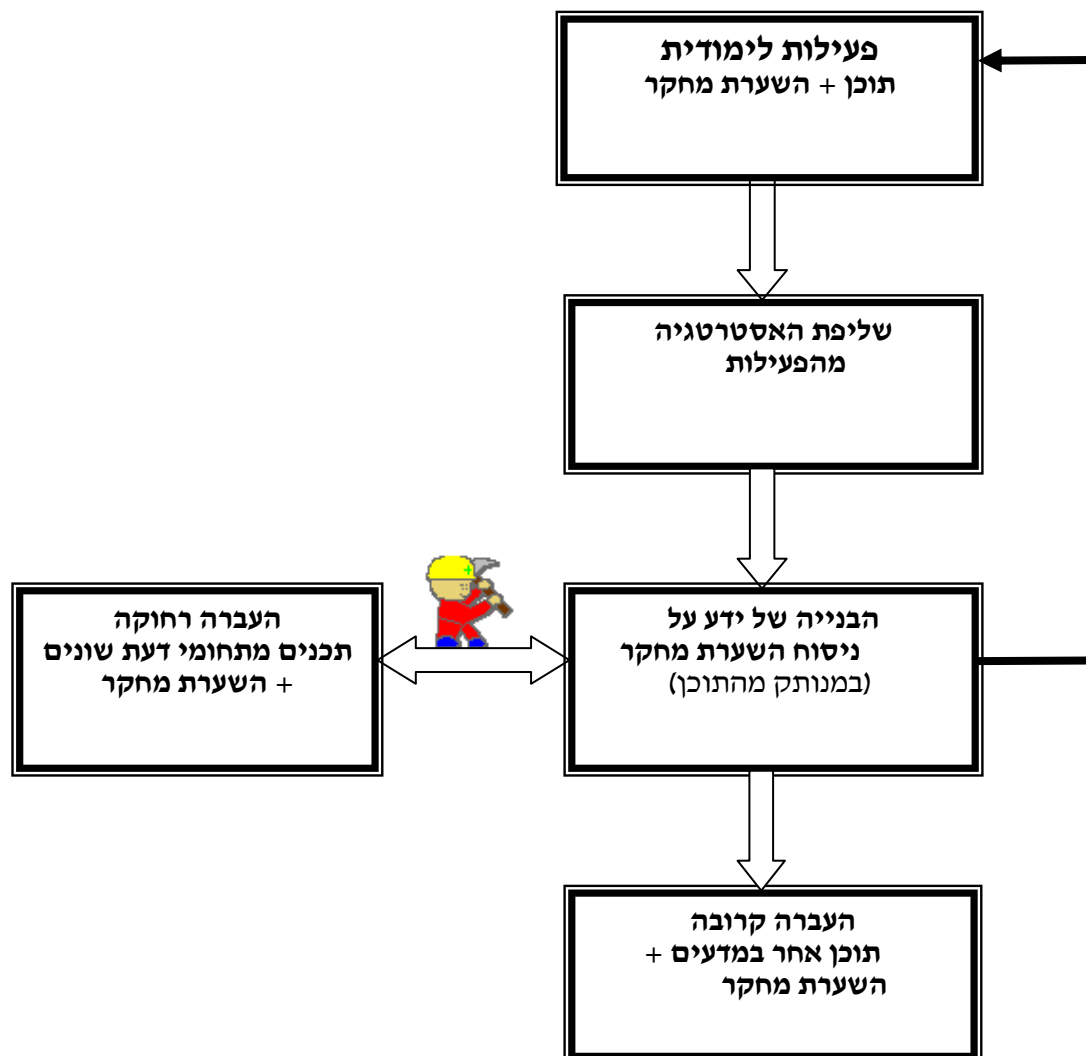 פעילות לימודית
תוכן + השערת מחקר
שליפת האסטרטגיה
מהפעילות
הבנייה של ידע על
ניסוח השערת מחקר
(במנותק מהתוכן)
העברה רחוקה
תכנים מתחומי דעת שונים
+ השערת מחקר
העברה קרובה
תוכן אחר במדעים +
השערת מחקר